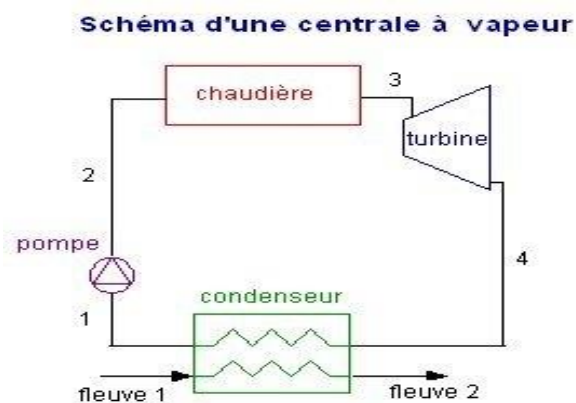 Schéma d'une centrale à vapeur
3
chaudière
turbine
2
pompe
4
condenseur
1
fleuve 1
fleuve 2